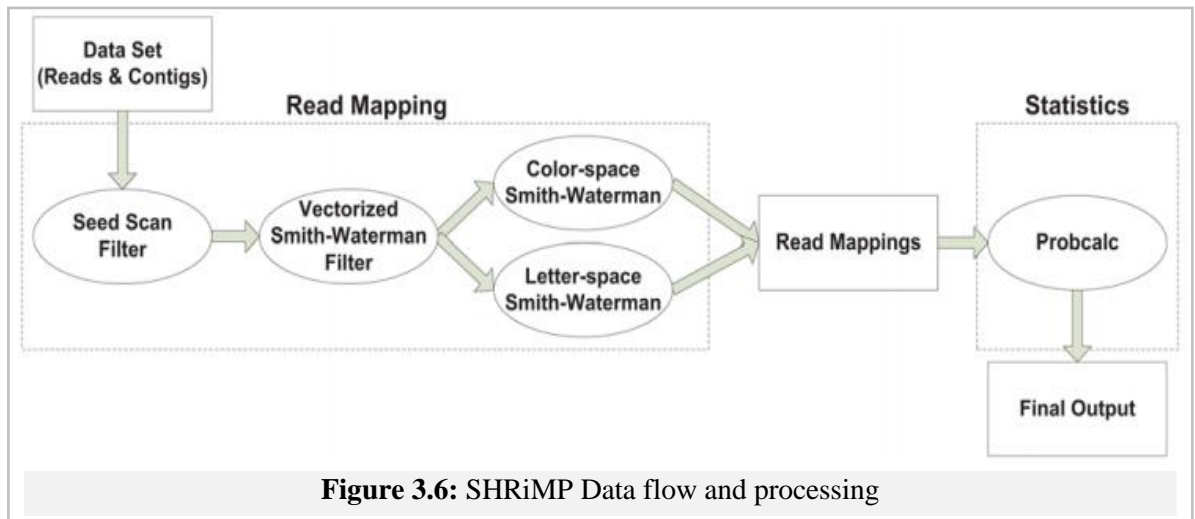 Data Set
(Reads & Contigs)
Read Mapping
Statistics
Seed Scan
Filter
Vectorized
Smith-Waterman
Filter
Color-space
Smith-Waterman
Letter-space
Smith-Waterman
Read Mappings
Probcalc
Final Output
Figure 3.6: SHRiMP Data flow and processing